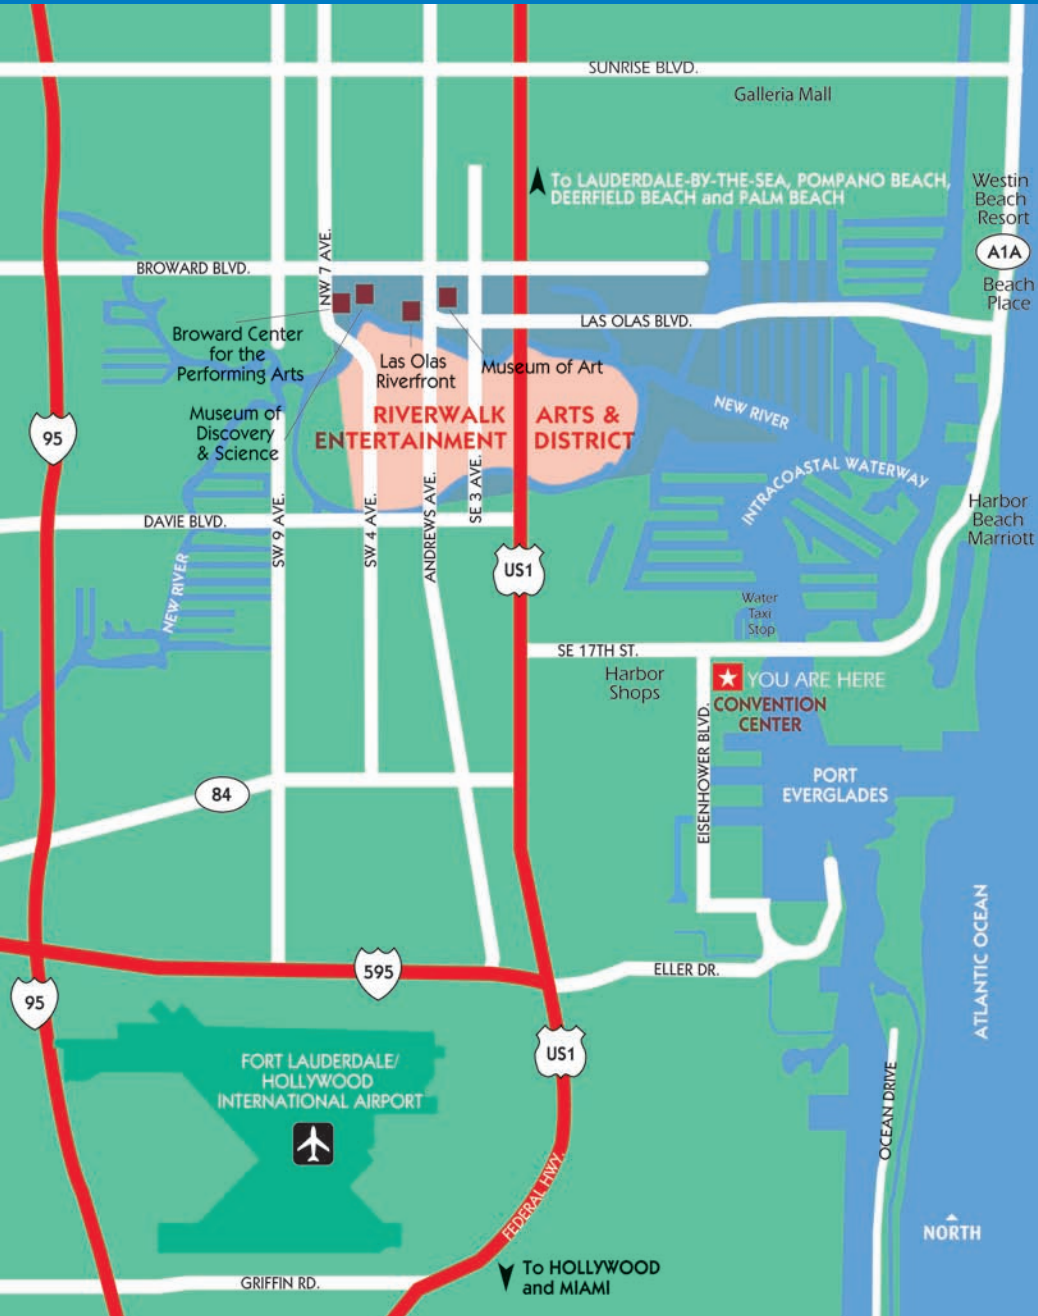 SUNRISE BLVD.
Galleria Mall
To LAUDERDALE-BY-THE-SEA, POMPANO BEACH,
DEERFIELD BEACH and PALM BEACH
Westin
Beach
Resort
A1A
Beach
Place
NW 7 AVE.
BROWARD BLVD.
LAS OLAS BLVD.
Broward Center
for the
Performing Arts
Las Olas
Riverfront
Museum of Art
Museum of
Discovery
& Science
RIVERWALK ARTS &
ENTERTAINMENT DISTRICT
NEW RIVER
INTRACOASTAL WATERWAY
95
Harbor
Beach
Marriott
DAVIE BLVD.
SW 9 AVE.
SW 4 AVE.
ANDREWS AVE.
SE 3 AVE.
US1
NEW RIVER
Water
Taxi
Stop
SE 17TH ST.
Harbor
Shops
YOU ARE HERE
CONVENTION
CENTER
EISENHOWER BLVD.
PORT
EVERGLADES
84
ATLANTIC OCEAN
595
ELLER DR.
95
US1
FORT LAUDERDALE/
HOLLYWOOD
INTERNATIONAL AIRPORT
OCEAN DRIVE
FEDERAL HWY.
NORTH
To HOLLYWOOD
and MIAMI
GRIFFIN RD.